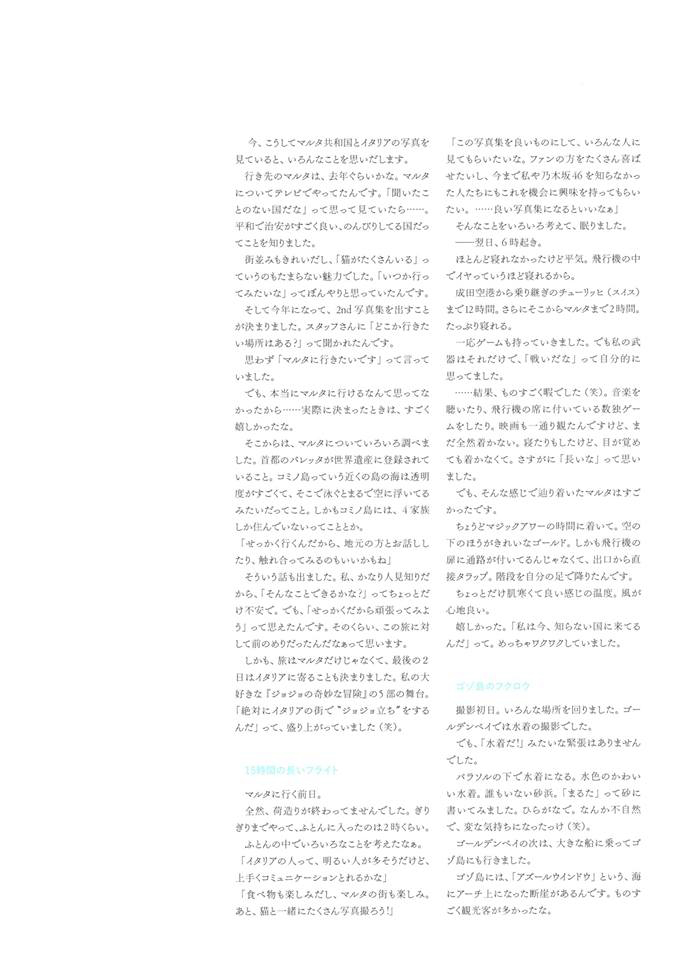 今、こうしてマルタ共和国とイタリアの写真を
見ていると、いろんなことを思いだします。
行き先のマルタは、去年ぐらいかな。マルタ
についてテレビでやってたんです。「聞いたこ
とのない国だな」って思って見ていたら……。
平和で治安がすごく良い、のんびりしてる国だっ
てことを知りました。
街並みもきれいだし、「猫がたくさんいる」っ
ていうのもたまらない魅力でした。「いつか行っ
てみたいな」ってぼんやりと思っていたんです。
そして今年になって、2nd写真集を出すこと
が決まりました。スタッフさんに「どこか行きた
い場所はある?」って聞かれたんです。
思わず「マルタに行きたいです」って言って
いました。
でも、本当にマルタに行けるなんて思ってな
かったから……実際に決まったときは、すごく
嬉しかったな。
そこからは、マルタについていろいろ調べま
した。首都のバレッタが世界遺産に登録されて
いること。コミノ島っていう近くの島の海は透明
度がすごくて、そこで泳ぐとまるで空に浮いてる
みたいだってこと。しかもコミノ島には、4家族
しか住んでいないってこととか。
「せっかく行くんだから、地元の方とお話しし
たり、触れ合ってみるのもいいかもね」
そういう話も出ました。私、かなり人見知りだ
から、「そんなことできるかな?」ってちょっとだ
け不安で。でも、「せっかくだから頑張ってみよ
う」って思えたんです。そのくらい、この旅に対
して前のめりだったんだなぁって思います。
しかも、旅はマルタだけじゃなくて、最後の2
日はイタリアに寄ることも決まりました。私の大
好きな『ジョジョの奇妙な冒険』の5部の舞台。
「絶対にイタリアの街で〝ジョジョ立ち〟をする
んだ」って、盛り上がっていました(笑)。
15時間の長いフライト
マルタに行く前日。
全然、荷造りが終わってませんでした。ぎり
ぎりまでやって、ふとんに入ったのは2時くらい。
ふとんの中でいろいろなことを考えたなぁ。
「イタリアの人って、明るい人が多そうだけど、
上手くコミュニケーションとれるかな」
「食べ物も楽しみだし、マルタの街も楽しみ。
あと、猫と一緒にたくさん写真撮ろう!」
「この写真集を良いものにして、いろんな人に
見てもらいたいな。ファンの方をたくさん喜ば
せたいし、今まで私や乃木坂46を知らなかっ
た人たちにもこれを機会に興味を持ってもらい
たい。……良い写真集になるといいなぁ」
そんなことをいろいろ考えて、眠りました。
――翌日、6時起き。
ほとんど寝れなかったけど平気。飛行機の中
でイヤっていうほど寝れるから。
成田空港から乗り継ぎのチューリッヒ(スイス)
まで12時間。さらにそこからマルタまで2時間。
たっぷり寝れる。
一応ゲームも持っていきました。でも私の武
器はそれだけで、「戦いだな」って自分的に
思ってました。
……結果、ものすごく暇でした(笑)。音楽を
聴いたり、飛行機の席に付いている数独ゲー
ムをしたり。映画も一通り観たんですけど、ま
だ全然着かない。寝たりもしたけど、目が覚め
ても着かなくて。さすがに「長いな」って思い
ました。
でも、そんな感じで辿り着いたマルタはすご
かったです。
ちょうどマジックアワーの時間に着いて。空の
下のほうがきれいなゴールド。しかも飛行機の
扉に通路が付いてるんじゃなくて、出口から直
接タラップ。階段を自分の足で降りたんです。
ちょっとだけ肌寒くて良い感じの温度。風が
心地良い。
嬉しかった。「私は今、知らない国に来てる
んだ」って。めっちゃワクワクしていました。
ゴゾ島のフクロウ
撮影初日。いろんな場所を回りました。ゴー
ルデンベイでは水着の撮影でした。
でも、「水着だ!」みたいな緊張はありませんで
でした。
パラソルの下で水着になる。水色のかわい
い水着。誰もいない砂浜。「まるた」って砂に
書いてみました。ひらがなで。なんか不自然
で、変な気持ちになったっけ(笑)。
ゴールデンベイの次は、大きな船に乗ってゴ
ゾ島にも行きました。
ゴゾ島には、「アズールウインドウ」という、海
にアーチ上になった断崖があるんです。ものす
ごく観光客が多かったな。